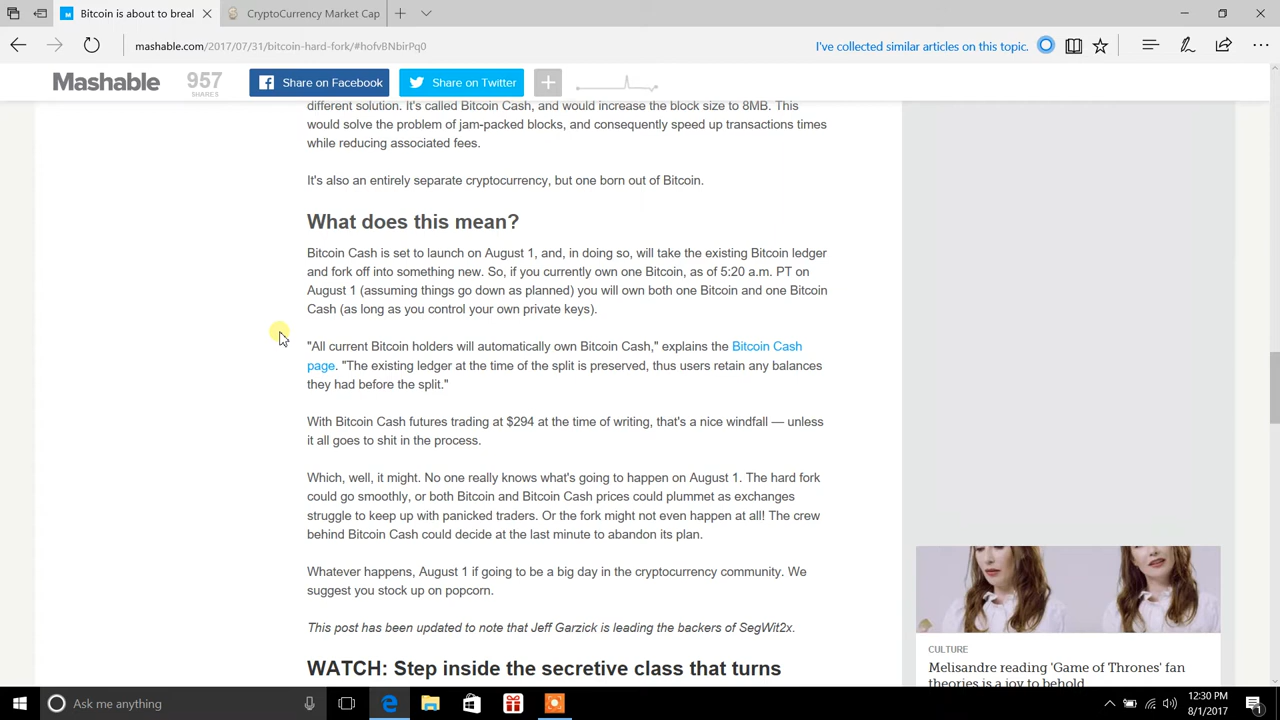 Bitcoin is about to breal
CryptoCurrency Market Cap
mashable.com/2017/07/31/bitcoin-hard-fork/#hofvBNbirPq0
I've collected similar articles on this topic.
Mashable
957
SHARES
Share on Facebook
Share on Twitter
different solution. It's called Bitcoin Cash, and would increase the block size to 8MB. This
would solve the problem of jam-packed blocks, and consequently speed up transactions times
while reducing associated fees.
It's also an entirely separate cryptocurrency, but one born out of Bitcoin.
What does this mean?
Bitcoin Cash is set to launch on August 1, and, in doing so, will take the existing Bitcoin ledger
and fork off into something new. So, if you currently own one Bitcoin, as of 5:20 a.m. PT on
August 1 (assuming things go down as planned) you will own both one Bitcoin and one Bitcoin
Cash (as long as you control your own private keys).
"All current Bitcoin holders will automatically own Bitcoin Cash," explains the Bitcoin Cash
page. "The existing ledger at the time of the split is preserved, thus users retain any balances
they had before the split."
With Bitcoin Cash futures trading at $294 at the time of writing, that's a nice windfall — unless
it all goes to shit in the process.
Which, well, it might. No one really knows what's going to happen on August 1. The hard fork
could go smoothly, or both Bitcoin and Bitcoin Cash prices could plummet as exchanges
struggle to keep up with panicked traders. Or the fork might not even happen at all! The crew
behind Bitcoin Cash could decide at the last minute to abandon its plan.
Whatever happens, August 1 if going to be a big day in the cryptocurrency community. We
suggest you stock up on popcorn.
This post has been updated to note that Jeff Garzick is leading the backers of SegWit2x.
WATCH: Step inside the secretive class that turns
CULTURE
Melisandre reading 'Game of Thrones' fan
theories is a joy to behold
Ask me anything
12:30 PM
8/1/2017